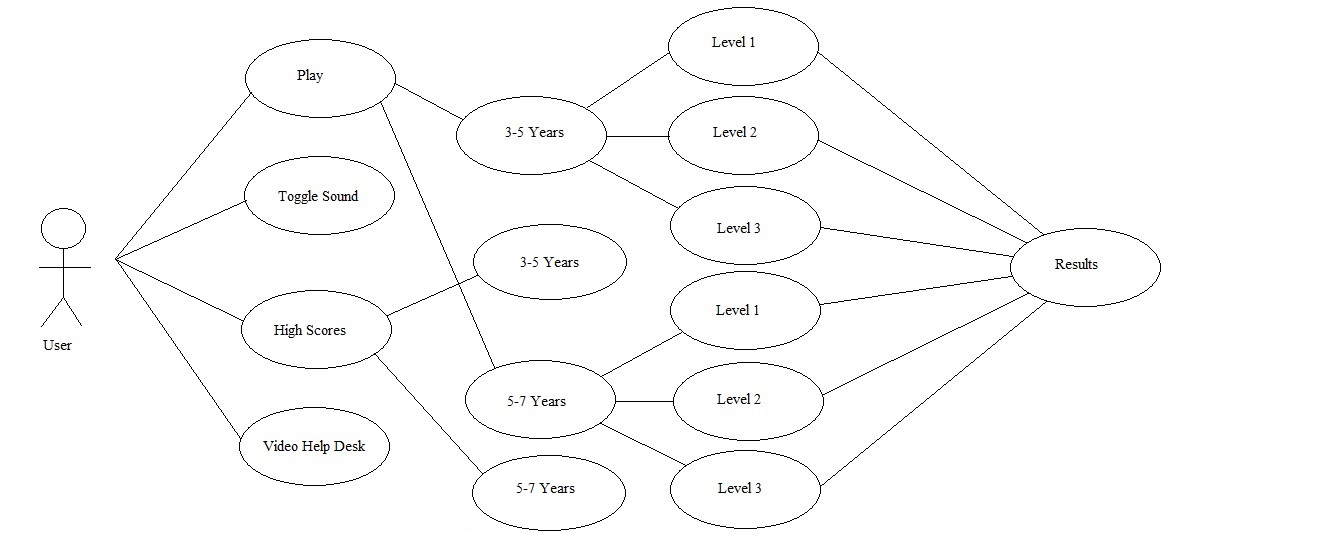 Level 1
Play
3-5 Years
Level 2
Toggle Sound
Level 3
3-5 Years
Results
Level 1
High Scores
User
5-7 Years
Level 2
Video Help Desk
5-7 Years
Level 3